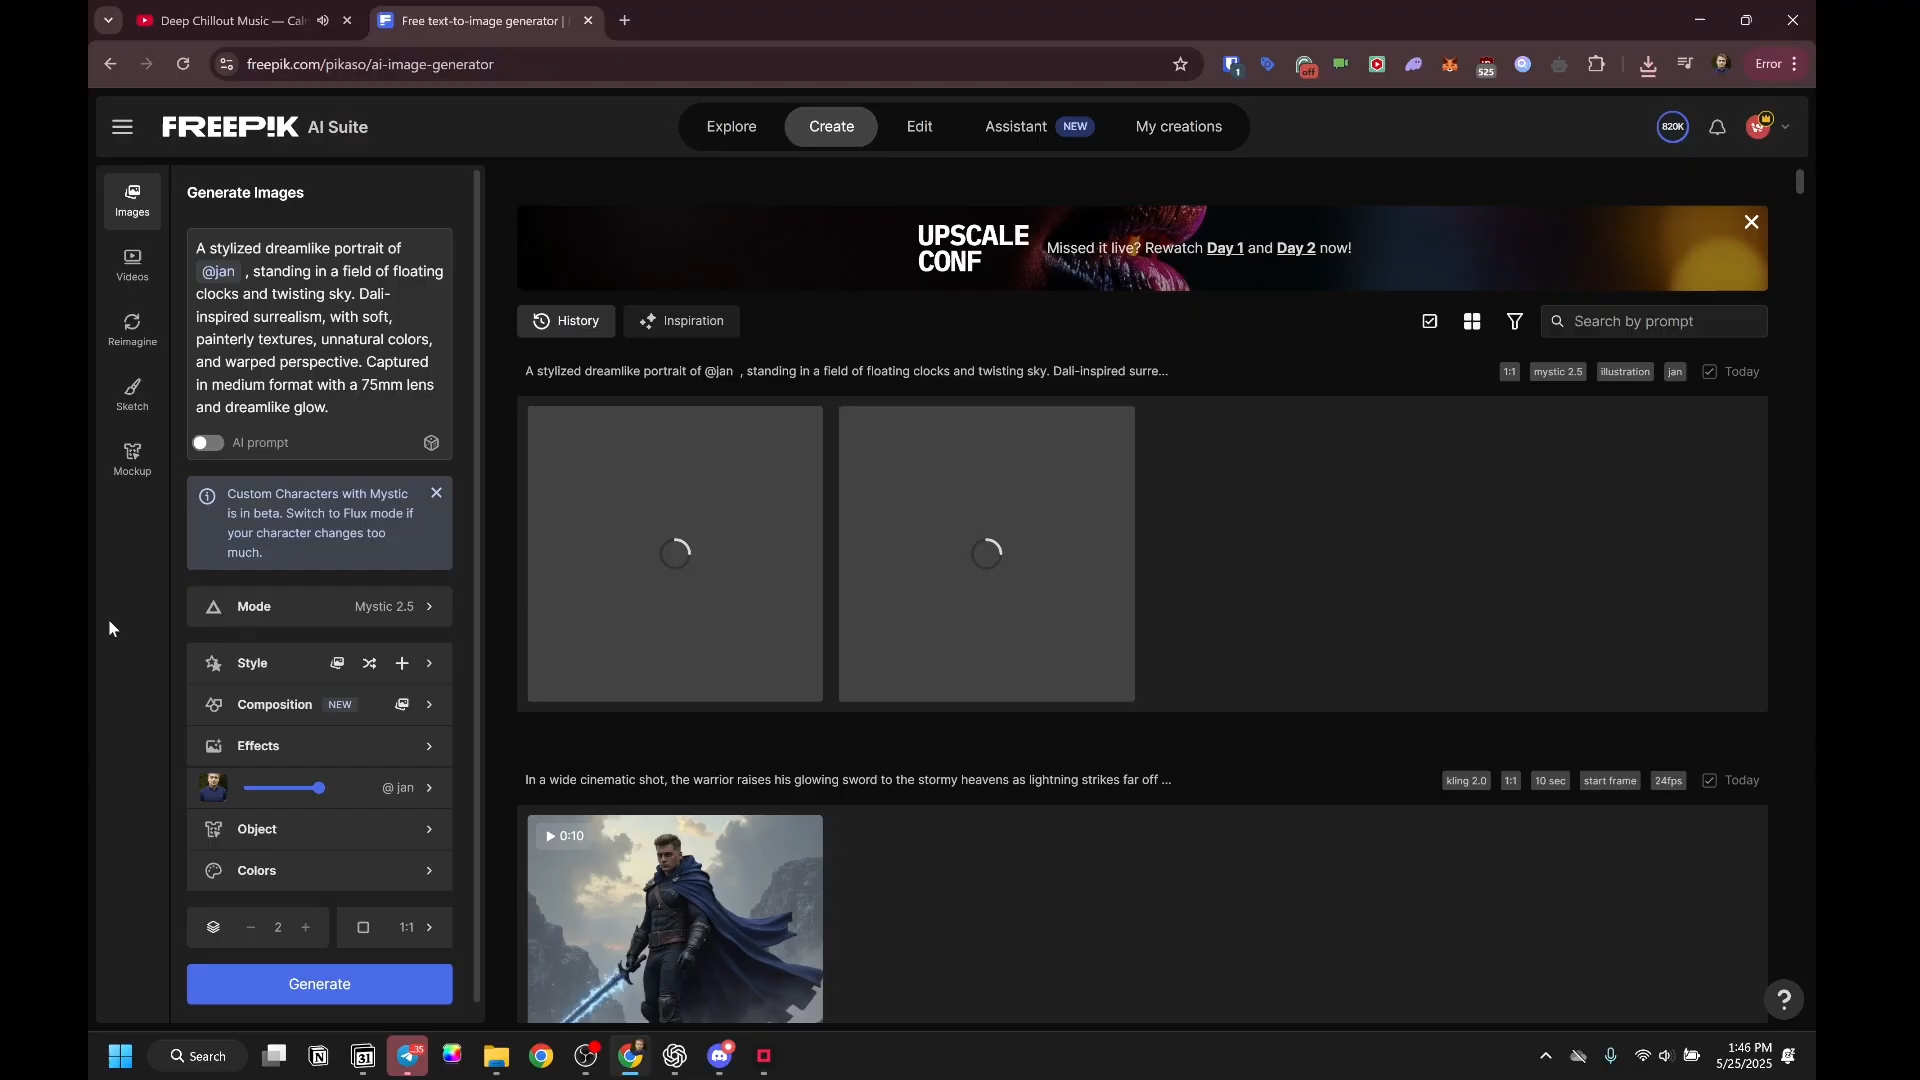 Deep Chillout Music — Cal
Free text-to-image generator |
freepik.com/pikaso/ai-image-generator
1
off
525
Error
FREEPIK AI Suite
Explore
Create
Edit
Assistant NEW
My creations
820K
Images
Videos
Reimagine
Sketch
Mockup
Generate Images
A stylized dreamlike portrait of
@jan , standing in a field of floating
clocks and twisting sky. Dali-
inspired surrealism, with soft,
painterly textures, unnatural colors,
and warped perspective. Captured
in medium format with a 75mm lens
and dreamlike glow.
AI prompt
Custom Characters with Mystic
is in beta. Switch to Flux mode if
your character changes too
much.
Mode Mystic 2.5
Style
Composition NEW
Effects
@ jan
Object
Colors
2
1:1
Generate
UPSCALE
CONF
Missed it live? Rewatch Day 1 and Day 2 now!
History
Inspiration
Search by prompt
A stylized dreamlike portrait of @jan , standing in a field of floating clocks and twisting sky. Dali-inspired surre...
1:1 mystic 2.5 illustration jan Today
In a wide cinematic shot, the warrior raises his glowing sword to the stormy heavens as lightning strikes far off ...
kling 2.0 1:1 10 sec start frame 24fps Today
0:10
?
Search
31
35
1:46 PM
5/25/2025